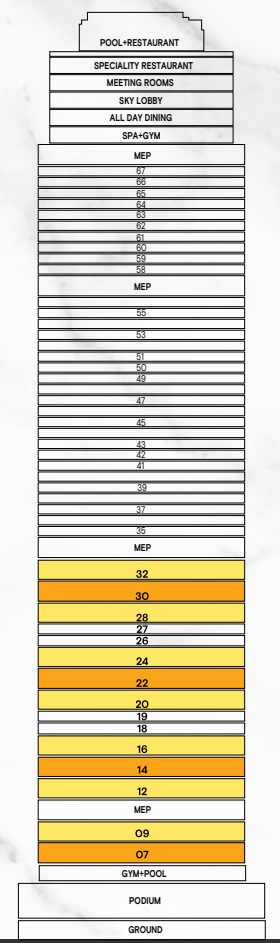 POOL+RESTAURANT
SPECIALITY RESTAURANT
MEETING ROOMS
SKY LOBBY
ALL DAY DINING
SPA+GYM
MEP
67
66
65
64
63
62
61
60
59
58
MEP
55
53
51
50
49
47
45
43
42
41
39
37
35
MEP
32
30
28
27
26
24
22
20
19
18
16
14
12
MEP
09
07
GYM+POOL
PODIUM
GROUND